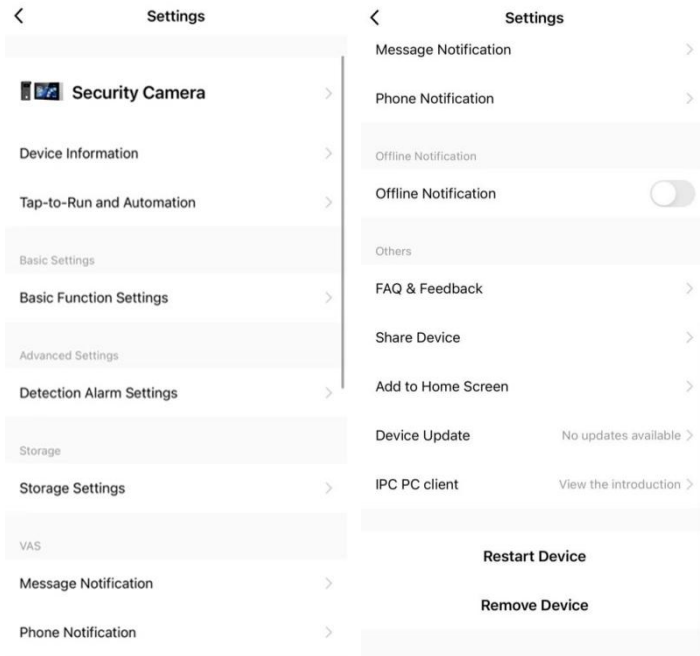 Settings
Security Camera
Device Information
Tap-to-Run and Automation
Basic Settings
Basic Function Settings
Advanced Settings
Detection Alarm Settings
Storage
Storage Settings
VAS
Message Notification
Phone Notification
Settings
Message Notification
Phone Notification
Offline Notification
Offline Notification
Others
FAQ & Feedback
Share Device
Add to Home Screen
Device Update No updates available
IPC PC client View the introduction
Restart Device
Remove Device